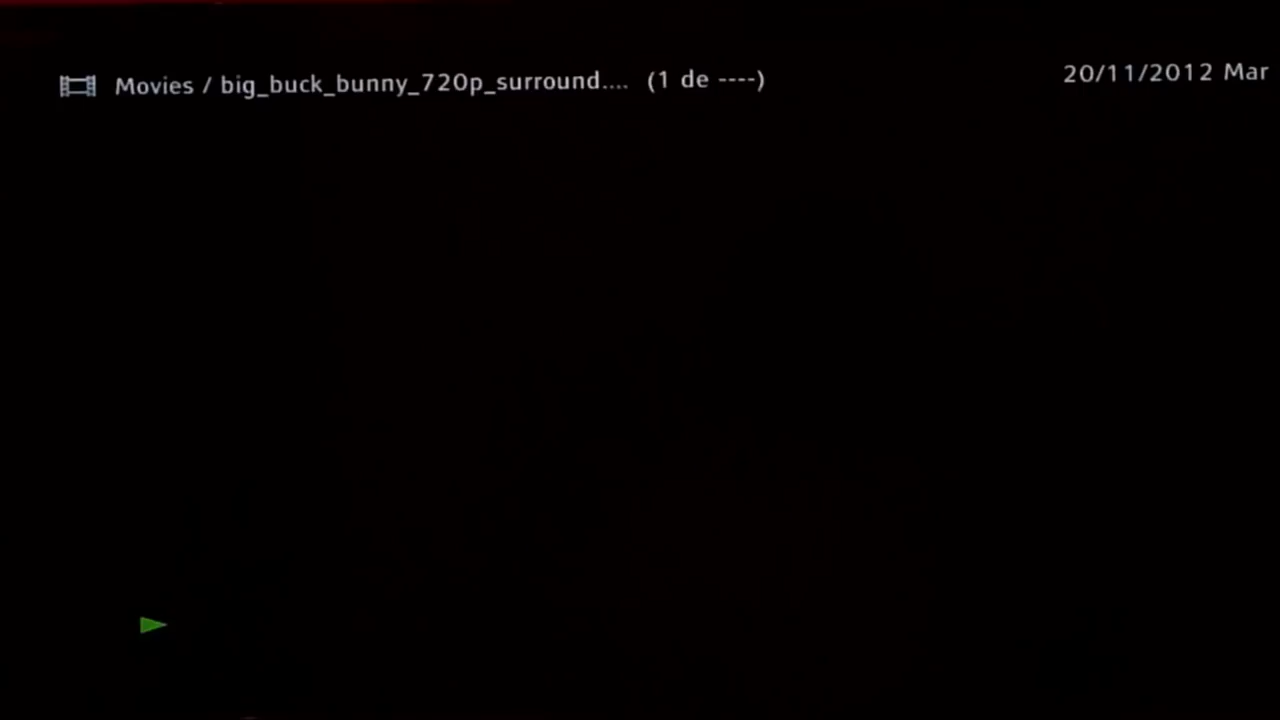 Movies / big_buck_bunny_720p_surround.... (1 de ----)
20/11/2012 Mar